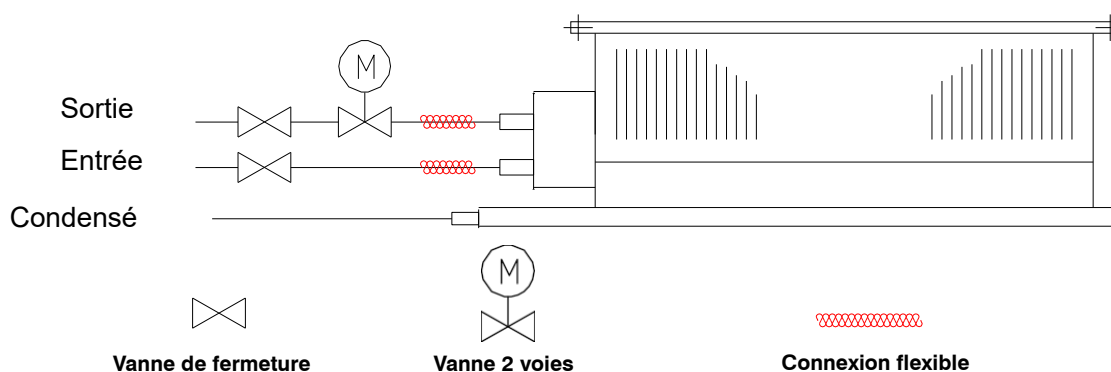 M
Sortie
Entrée
Condensé
M
Vanne de fermeture
Vanne 2 voies
Connexion flexible